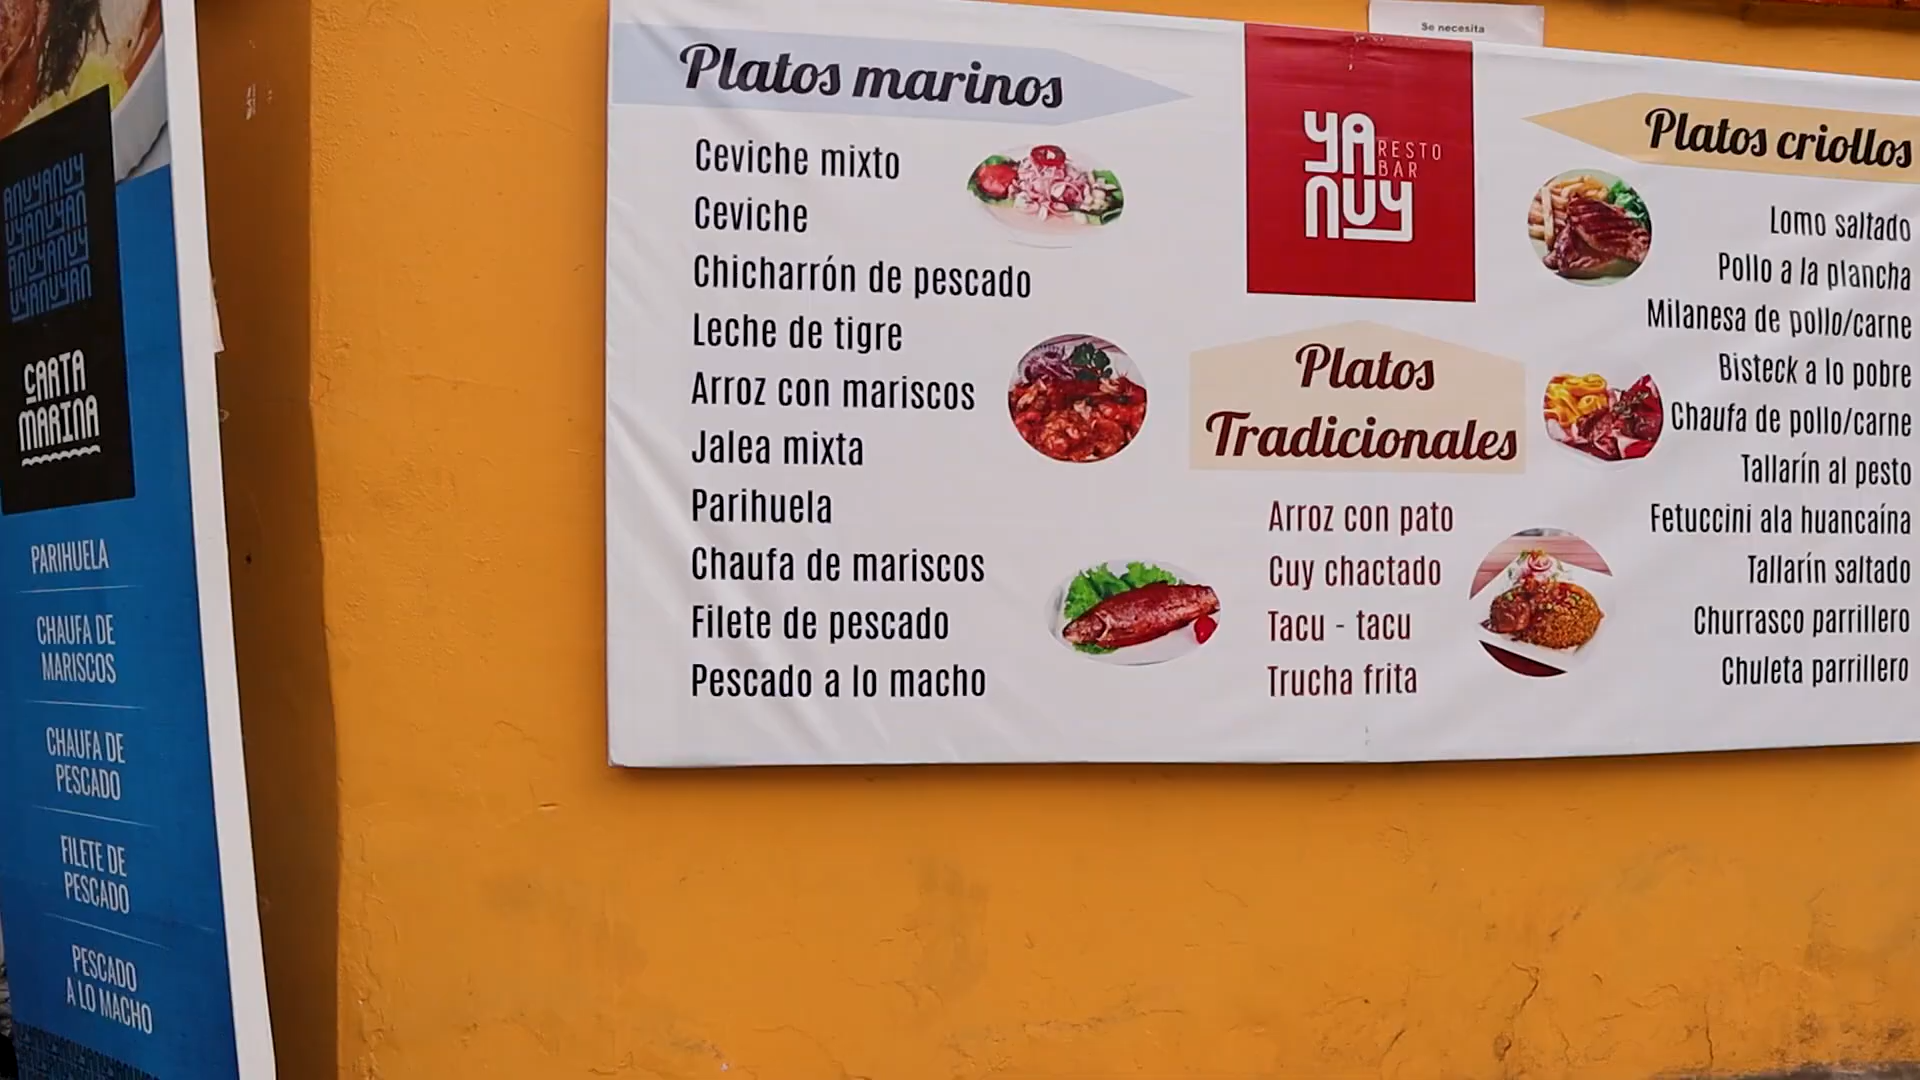 CARTA
MARINA
PARIHUELA
CHAUFA DE
MARISCOS
CHAUFA DE
PESCADO
FILETE DE
PESCADO
PESCADO
A LO MACHO
Se necesita
Platos marinos
Ceviche mixto
Ceviche
Chicharrón de pescado
Leche de tigre
Arroz con mariscos
Jalea mixta
Parihuela
Chaufa de mariscos
Filete de pescado
Pescado a lo macho
YA
NUY
RESTO
BAR
Platos
Tradicionales
Arroz con pato
Cuy chactado
Tacu - tacu
Trucha frita
Platos criollos
Lomo saltado
Pollo a la plancha
Milanesa de pollo/carne
Bisteck a lo pobre
Chaufa de pollo/carne
Tallarín al pesto
Fetuccini ala huancaína
Tallarín saltado
Churrasco parrillero
Chuleta parrillero